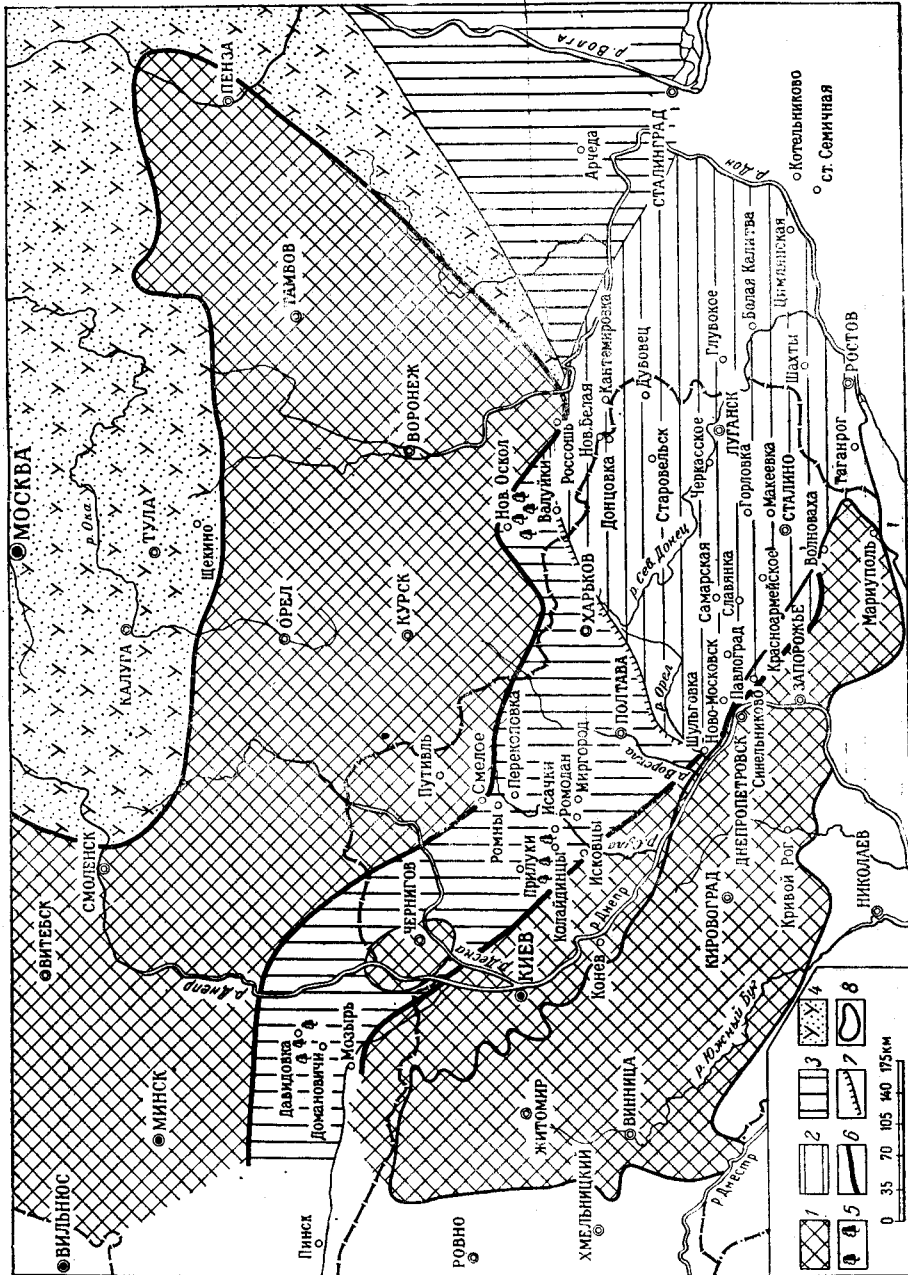 ВИЛЬНЮС
МИНСК
ВИТЕБСК
СМОЛЕНСК
МОСКВА
р. Ока
КАЛУГА
ТУЛА
Щекино
ПЕНЗА
р. Волга
р. Днепр
ОРЕЛ
ТАМБОВ
Пинск
Давидовка
Домановичи
Мозырь
ЧЕРНИГОВ
р. Десна
Путивль
КУРСК
ВОРОНЕЖ
РОВНО
ЖИТОМИР
КИЕВ
Прилуки
Ромны
Смелое
Перекоповка
Нов. Оскол
Валуйки
Россошь
Нов. Белая
Колайдинцы
Исачки
Ромодан
Миргород
Исковцы
р. Сула
ХАРЬКОВ
Донцовка
Кантемировка
Арчеда
СТАЛИНГРАД
ХМЕЛЬНИЦКИЙ
ВИННИЦА
Конев
р. Днепр
ПОЛТАВА
р. Ворскла
р. Орел
р. Сев. Донец
Старобельск
Дубовец
Шульговка
Ново-Московск
Самарская
Черкасское
Глубокое
р. Южный Буг
КИРОВОГРАД
ДНЕПРОПЕТРОВСК
Павлоград
Славянка
ЛУГАНСК
Болая Калитва
р. Дон
Синельниково
Красноармейское
Горловка
Макеевка
Цимлянская
Котельниково
ст. Семичная
р. Днестр
Кривой Рог
ЗАПОРОЖЬЕ
СТАЛИНО
Шахты
Волноваха
НИКОЛАЕВ
Мариуполь
Таганрог
РОСТОВ
1
2
3
4
5
6
7
8
0 35 70 105 140 175км